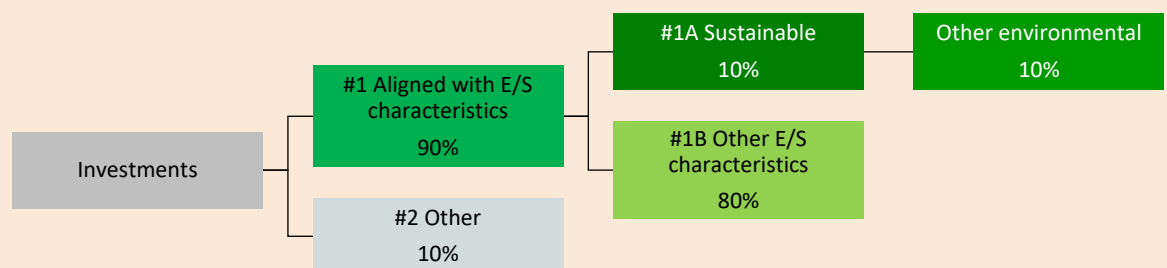 Investments
#1 Aligned with E/S
characteristics
90%
#2 Other
10%
#1A Sustainable
10%
#1B Other E/S
characteristics
80%
Other environmental
10%